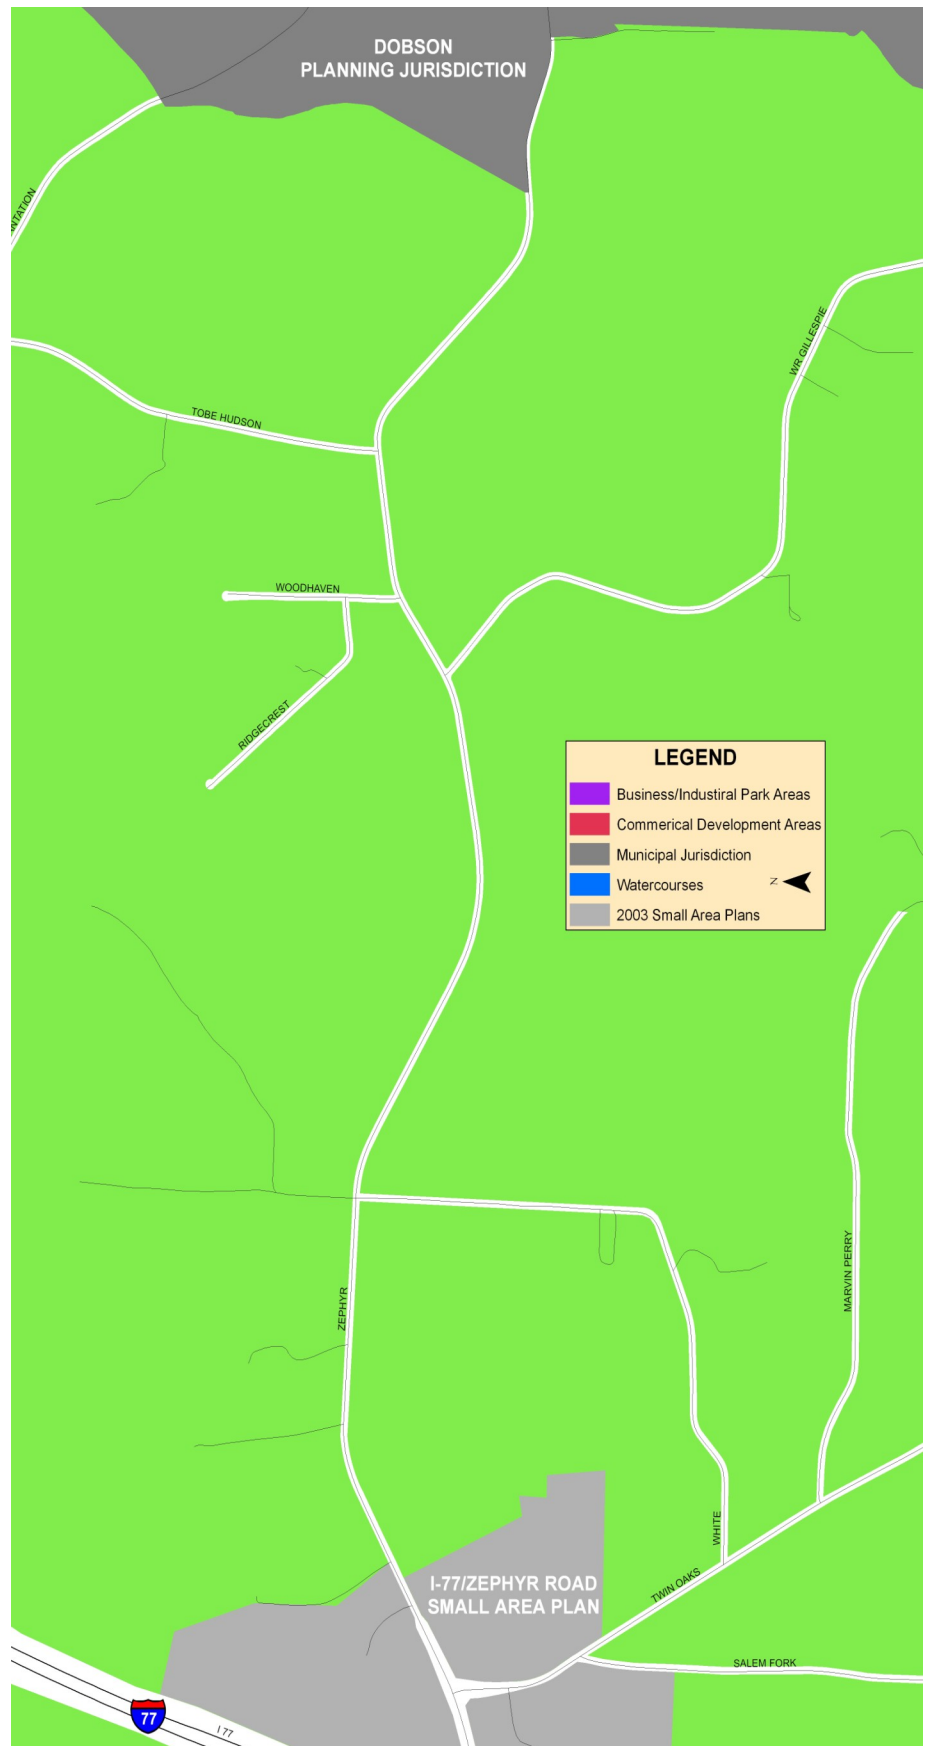 DOBSON
PLANNING JURISDICTION
NTATION
WR GILLESPIE
TOBE HUDSON
WOODHAVEN
RIDGECREST
LEGEND
Business/Industiral Park Areas
Commerical Development Areas
Municipal Jurisdiction
Watercourses
N
2003 Small Area Plans
MARVIN PERRY
ZEPHYR
WHITE
I-77/ZEPHYR ROAD
SMALL AREA PLAN
TWIN OAKS
SALEM FORK
77
I 77